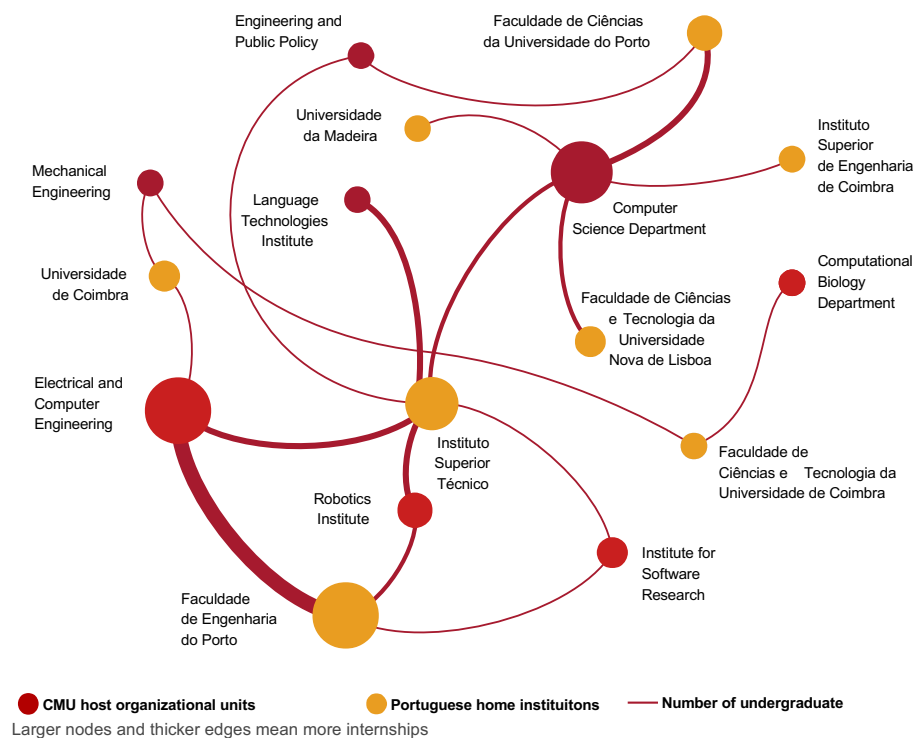 Engineering and
Public Policy
Faculdade de Ciências
da Universidade do Porto
Universidade
da Madeira
Instituto
Superior
de Engenharia
de Coimbra
Mechanical
Engineering
Language
Technologies
Institute
Computer
Science Department
Universidade
de Coimbra
Computational
Biology
Department
Faculdade de Ciências
e Tecnologia da
Universidade
Nova de Lisboa
Electrical and
Computer
Engineering
Instituto
Superior
Técnico
Faculdade de
Ciências e Tecnologia da
Universidade de Coimbra
Robotics
Institute
Institute for
Software
Research
Faculdade
de Engenharia
do Porto
CMU host organizational units
Portuguese home instituitons
Number of undergraduate
Larger nodes and thicker edges mean more internships